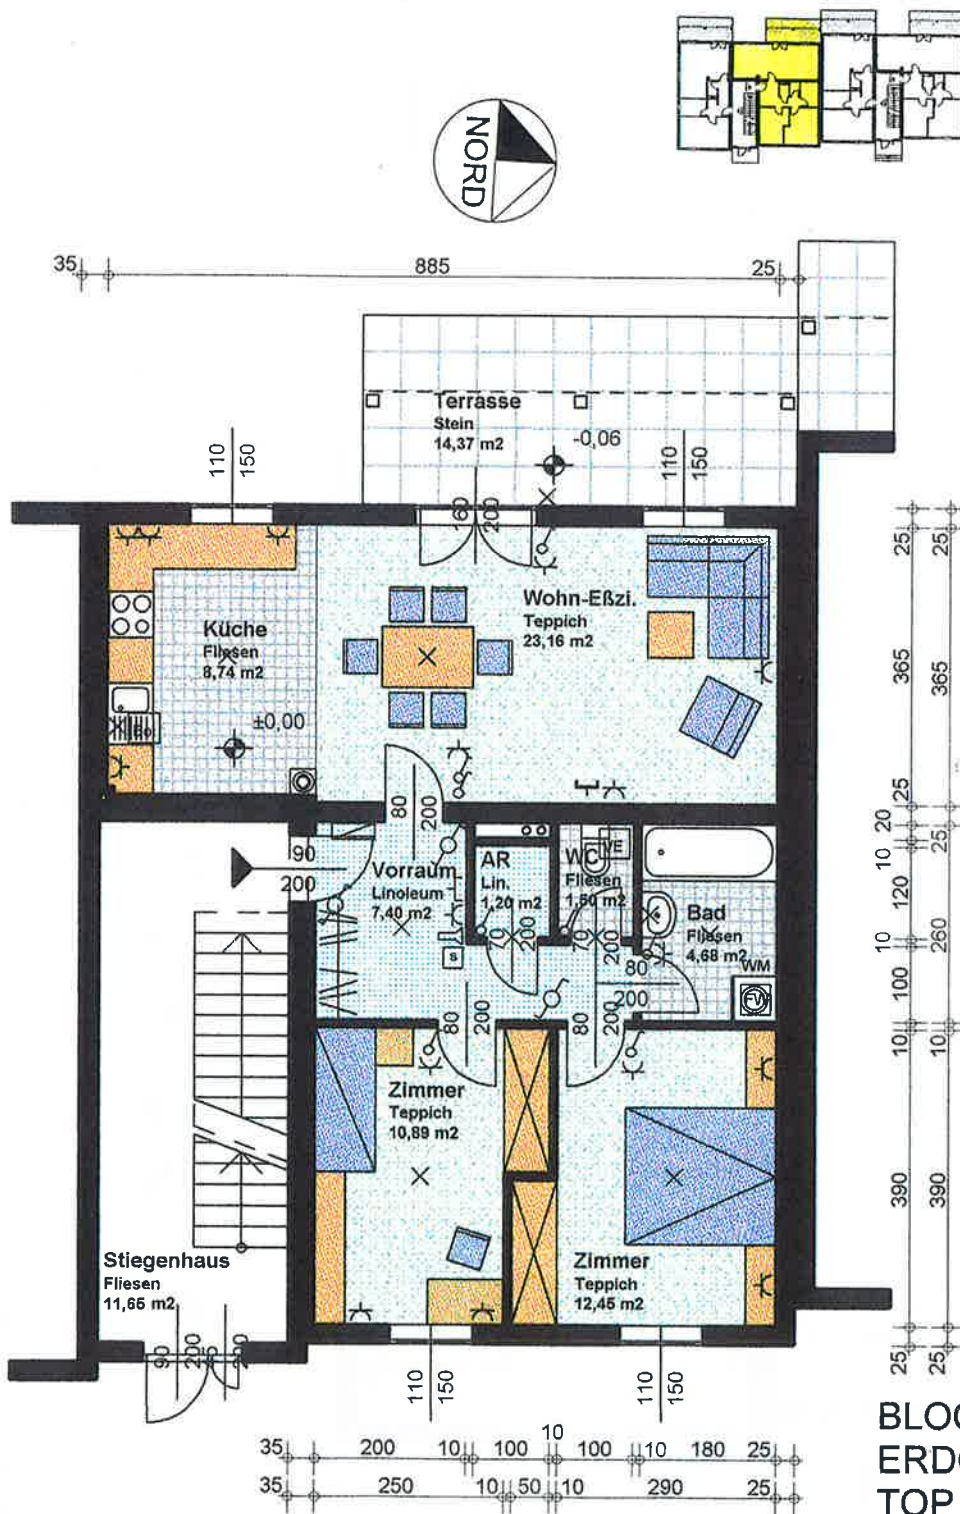 NORD
35
885
25
Terrasse
Stein
14,37 m2
-0,06
110
150
160
200
110
150
Küche
Fliesen
8,74 m2
±0,00
Wohn-Eßzi.
Teppich
23,16 m2
25
365
25
20
10
120
10
100
10
390
25
25
365
25
260
10
390
25
80
200
90
200
Vorraum
Linoleum
7,40 m2
AR
Lin.
1,20 m2
WC
Fliesen
1,50 m2
VE
Bad
Fliesen
4,68 m2
WM
70
200
70
200
80
200
s
80
200
80
200
Zimmer
Teppich
10,89 m2
Zimmer
Teppich
12,45 m2
Stiegenhaus
Fliesen
11,65 m2
90
200
110
150
110
150
35 200 10 100 10 100 10 180 25
35 250 10 50 10 290 25
BLOC
ERDG
TOP